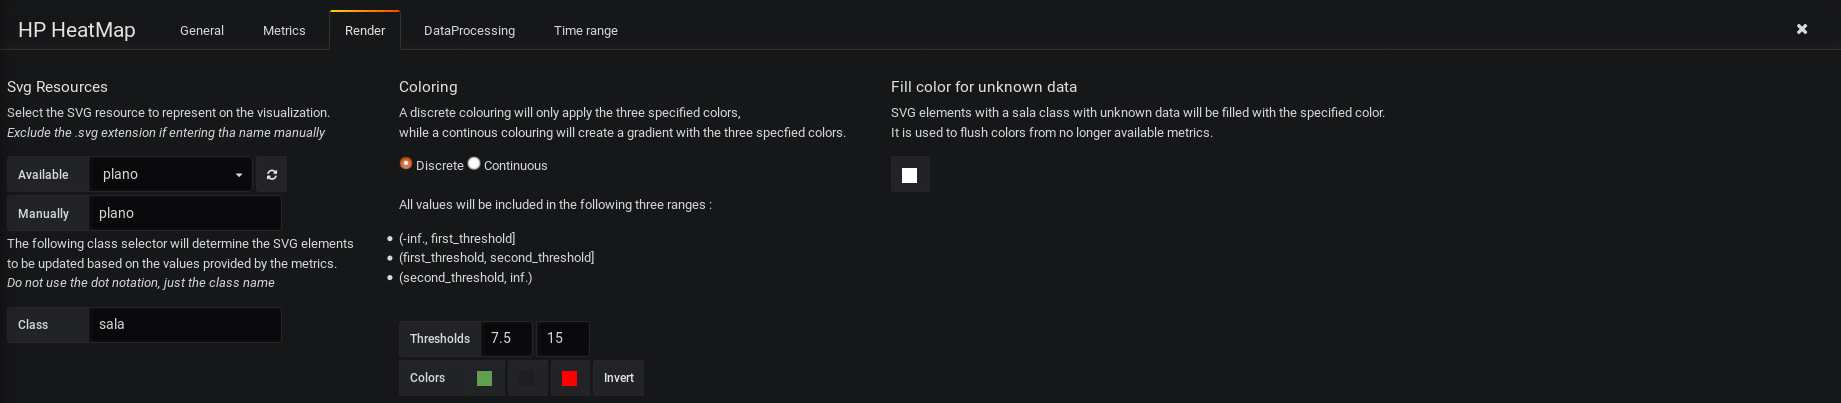 HP HeatMap
General
Metrics
Render
DataProcessing
Time range
Svg Resources
Select the SVG resource to represent on the visualization.
Exclude the .svg extension if entering tha name manually
Available
plano
Manually
plano
The following class selector will determine the SVG elements
to be updated based on the values provided by the metrics.
Do not use the dot notation, just the class name
Class
sala
Coloring
A discrete colouring will only apply the three specified colors,
while a continous colouring will create a gradient with the three specfied colors.
Discrete
Continuous
All values will be included in the following three ranges :
(-inf., first_threshold]
(first_threshold, second_threshold]
(second_threshold, inf.)
Thresholds
7.5
15
Colors
Invert
Fill color for unknown data
SVG elements with a sala class with unknown data will be filled with the specified color.
It is used to flush colors from no longer available metrics.